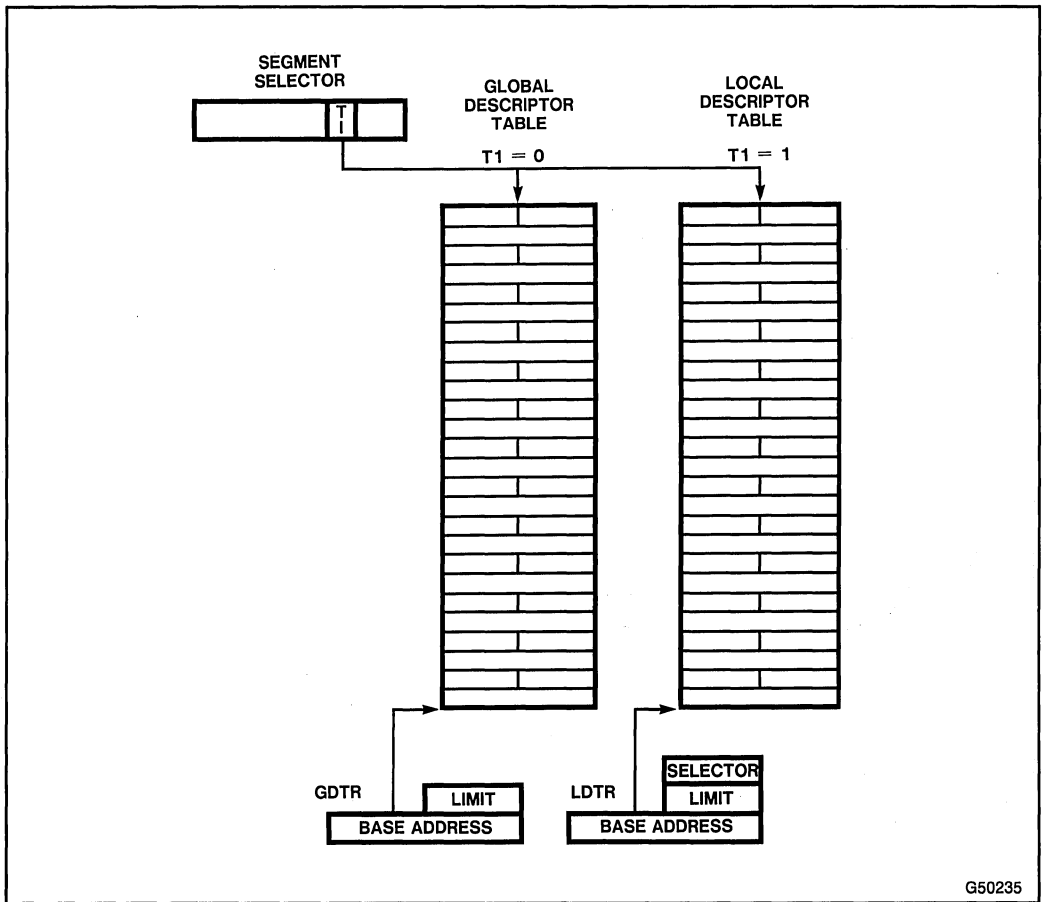 SEGMENT
SELECTOR
T
I
GLOBAL
DESCRIPTOR
TABLE
T1 = 0
LOCAL
DESCRIPTOR
TABLE
T1 = 1
GDTR
LIMIT
BASE ADDRESS
LDTR
SELECTOR
LIMIT
BASE ADDRESS
G50235